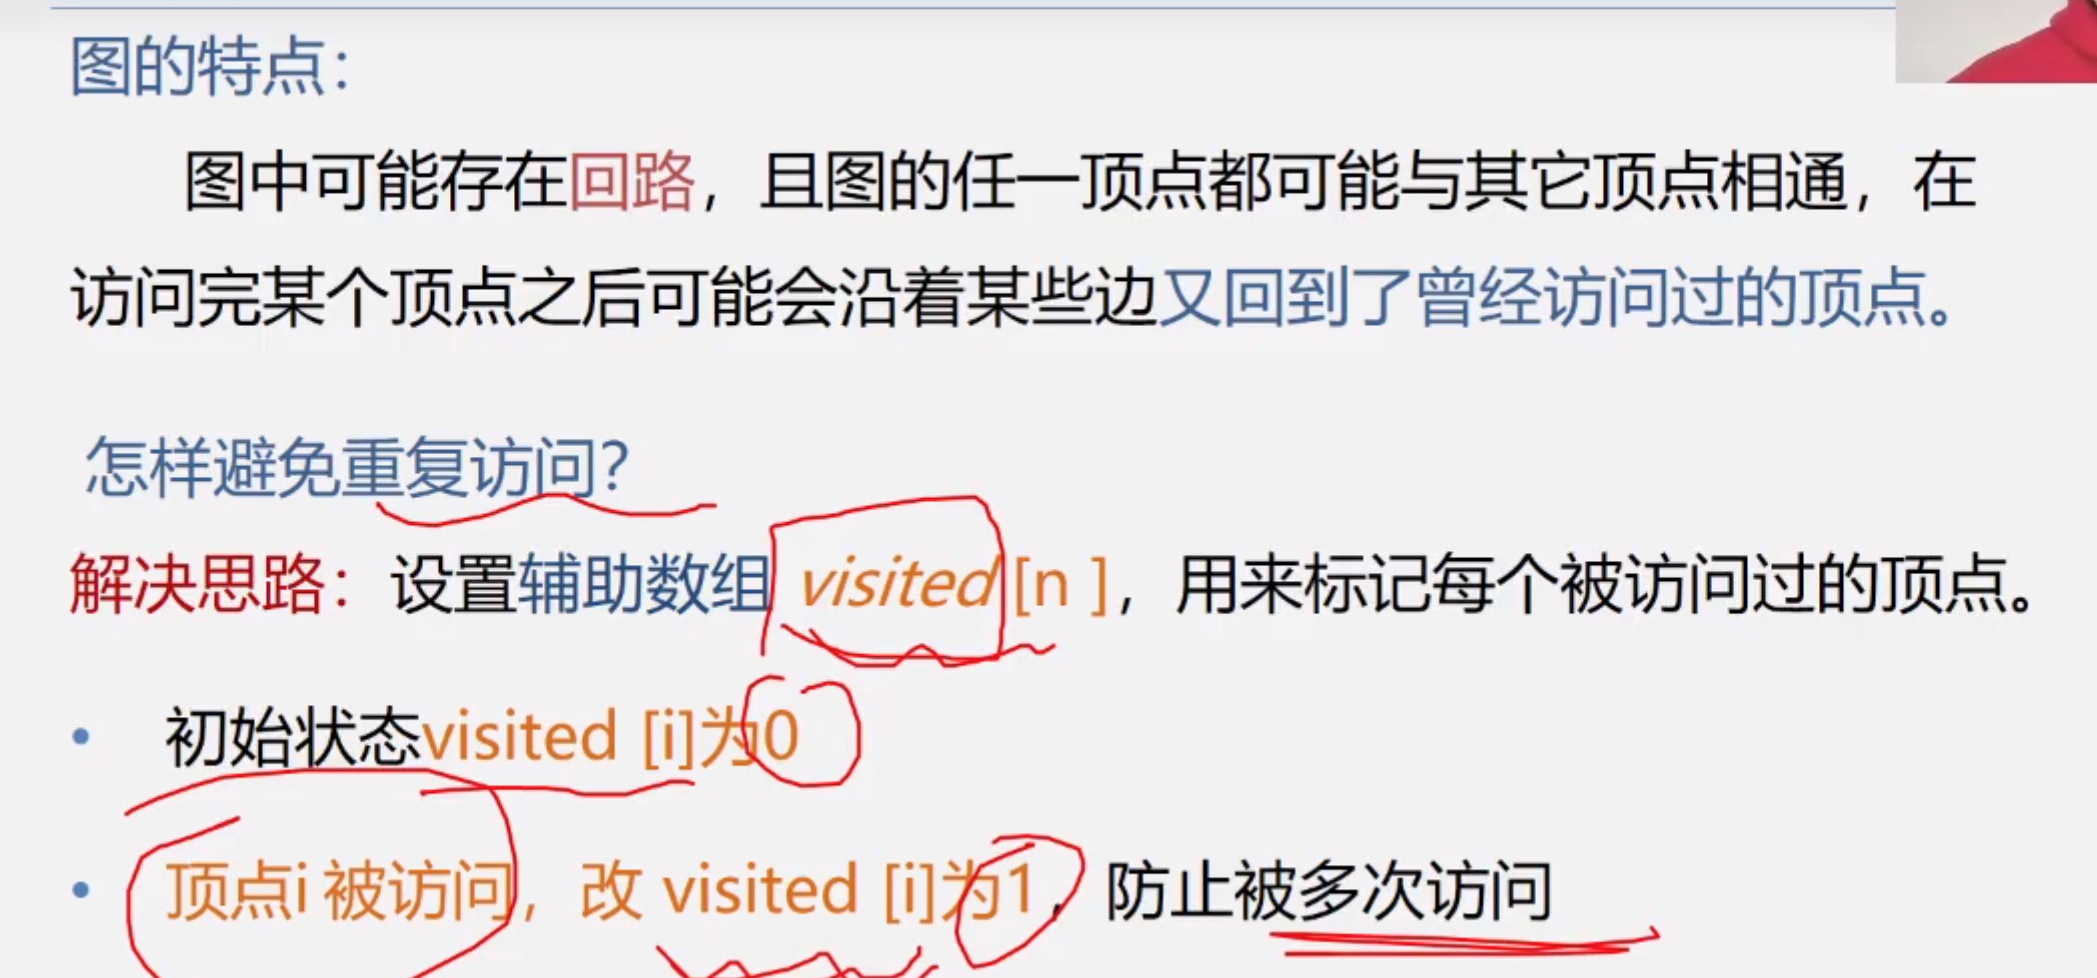 图的特点：
图中可能存在回路，且图的任一顶点都可能与其它顶点相通，在
访问完某个顶点之后可能会沿着某些边又回到了曾经访问过的顶点。
怎样避免重复访问？
解决思路：设置辅助数组 visited [n ]，用来标记每个被访问过的顶点。
• 初始状态visited [i]为0
• 顶点i 被访问，改 visited [i]为1，防止被多次访问